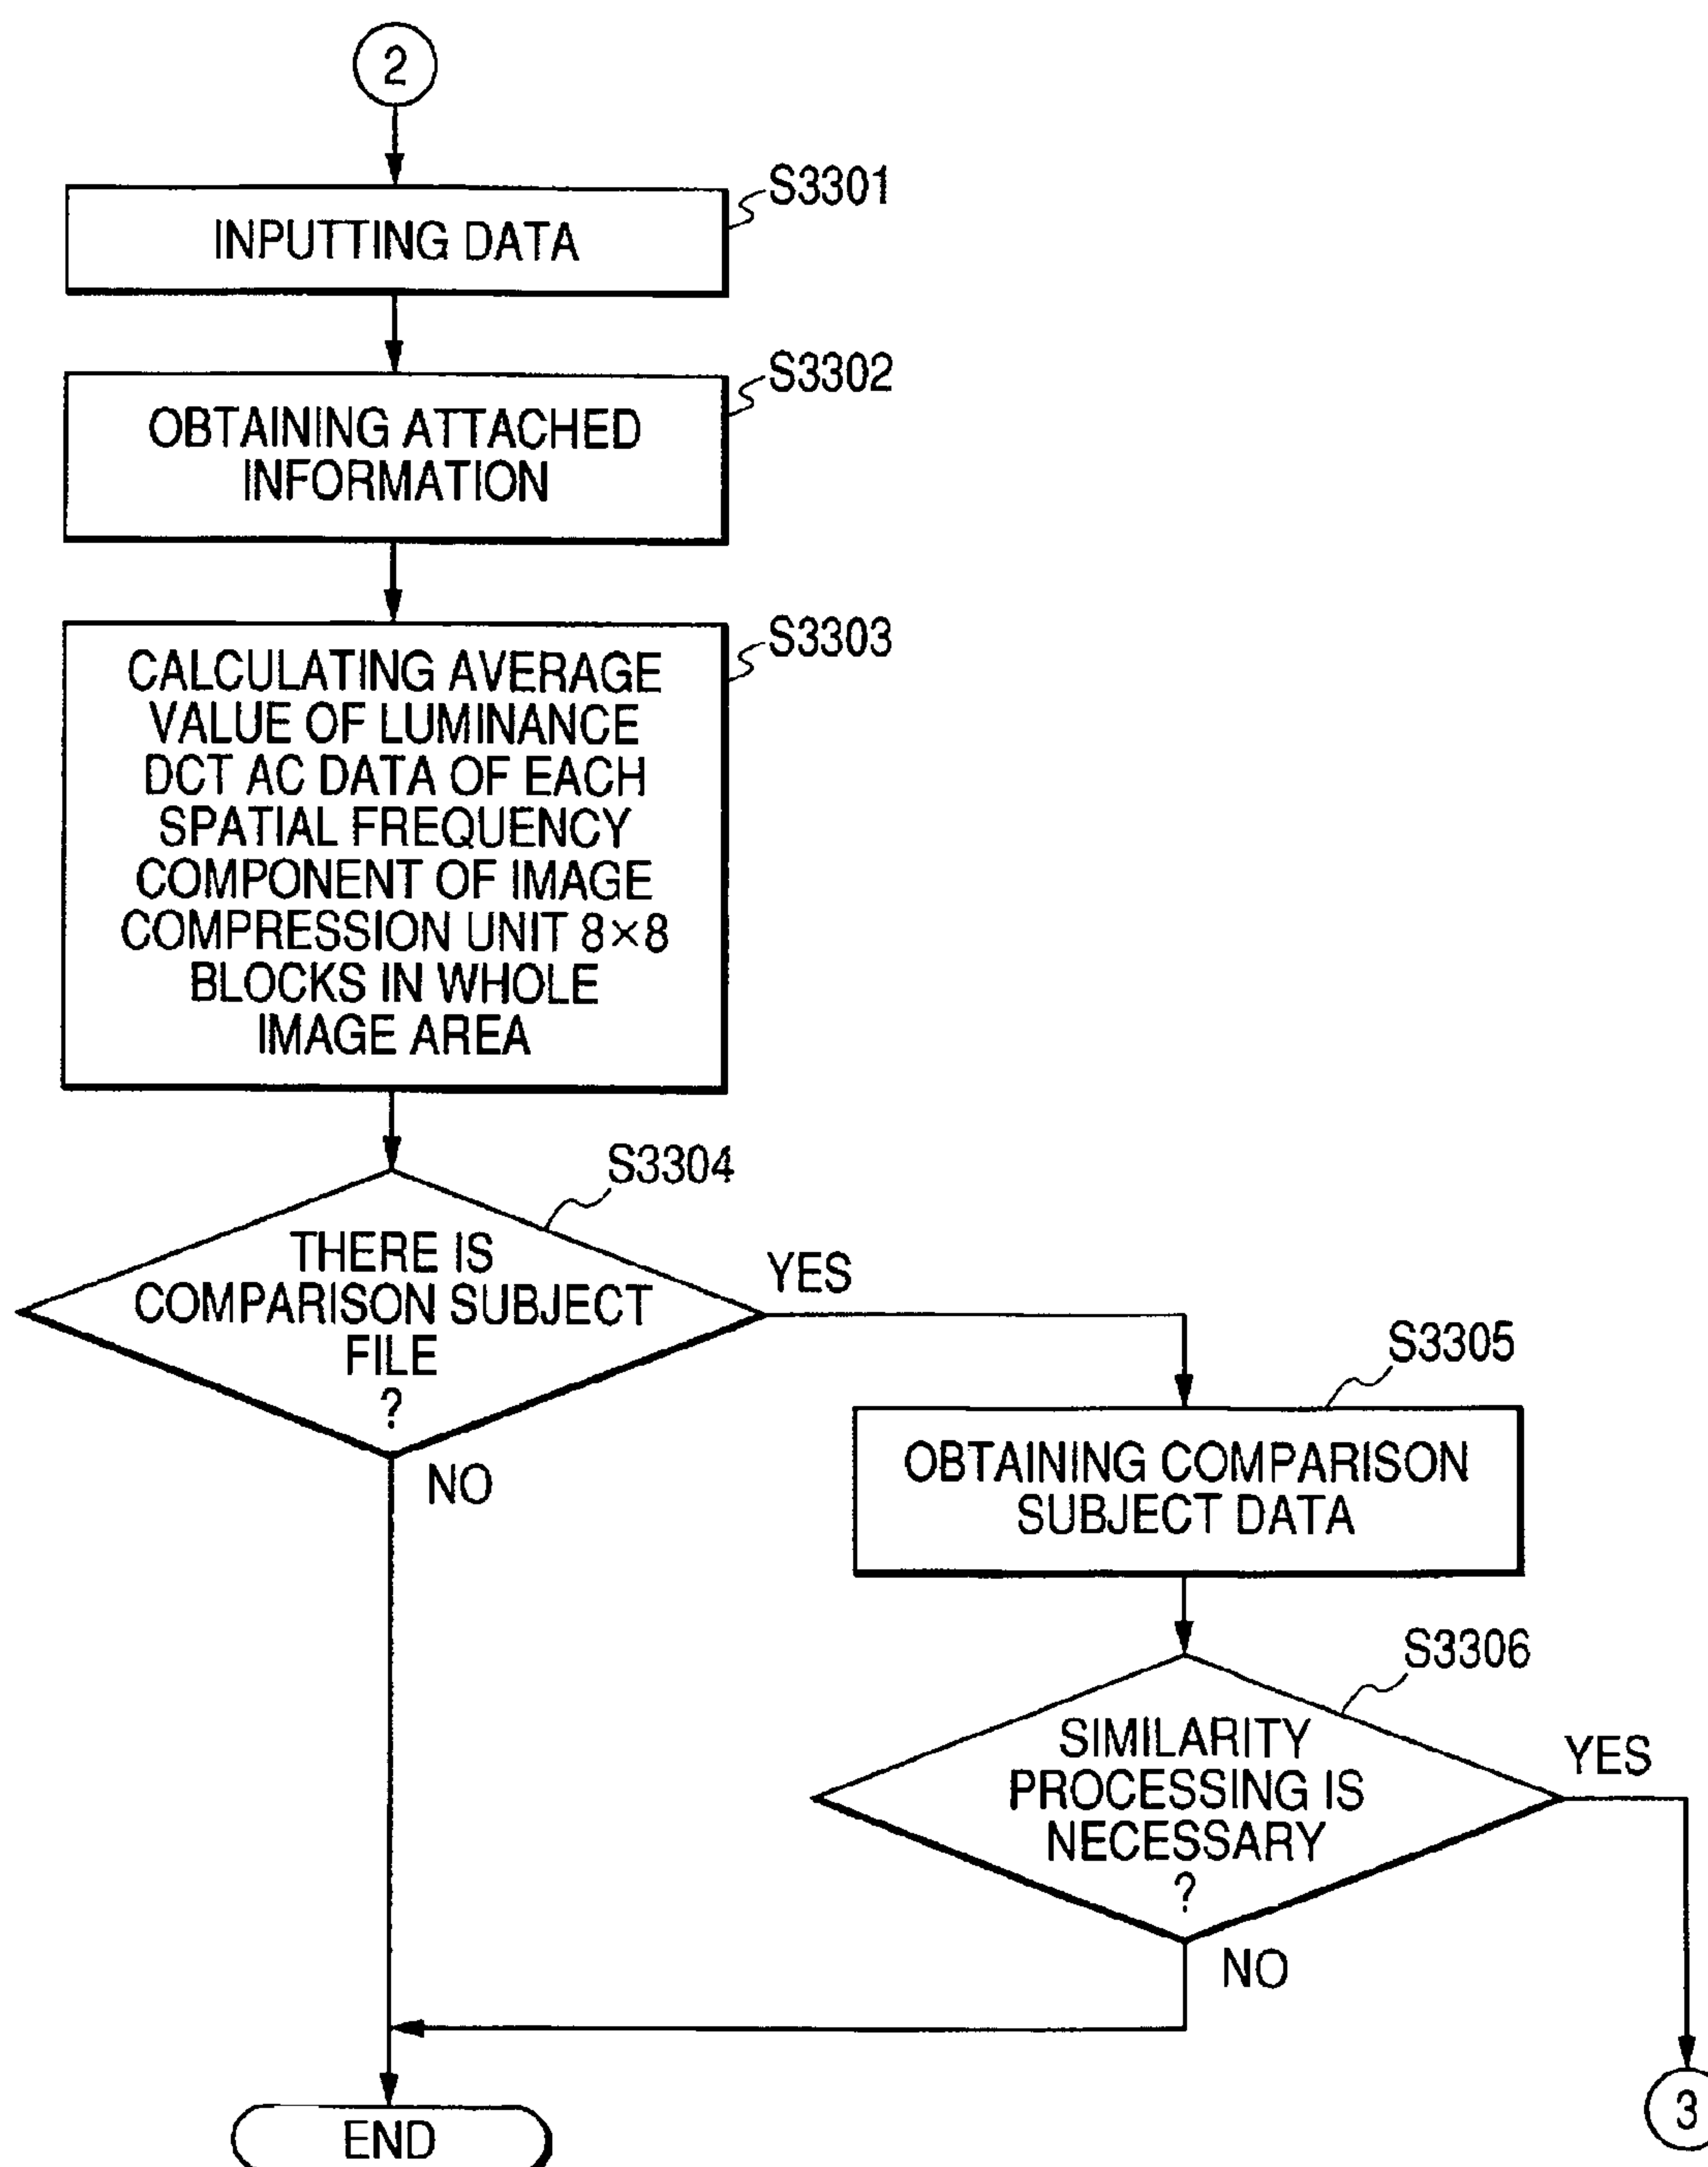 2
S3301
INPUTTING DATA
S3302
OBTAINING ATTACHED
INFORMATION
S3303
CALCULATING AVERAGE
VALUE OF LUMINANCE
DCT AC DATA OF EACH
SPATIAL FREQUENCY
COMPONENT OF IMAGE
COMPRESSION UNIT 8×8
BLOCKS IN WHOLE
IMAGE AREA
S3304
THERE IS
COMPARISON SUBJECT
FILE
?
YES
NO
S3305
OBTAINING COMPARISON
SUBJECT DATA
S3306
SIMILARITY
PROCESSING IS
NECESSARY
?
YES
NO
3
END